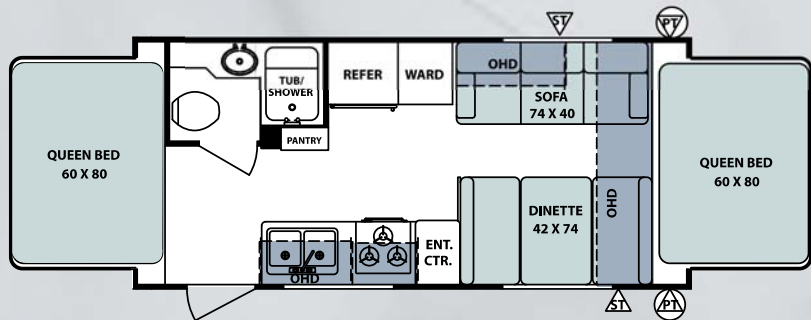 ST
PT
QUEEN BED
60 X 80
TUB/
SHOWER
PANTRY
REFER
WARD
OHD
SOFA
74 X 40
QUEEN BED
60 X 80
OHD
ENT.
CTR.
DINETTE
42 X 74
OHD
ST
PT